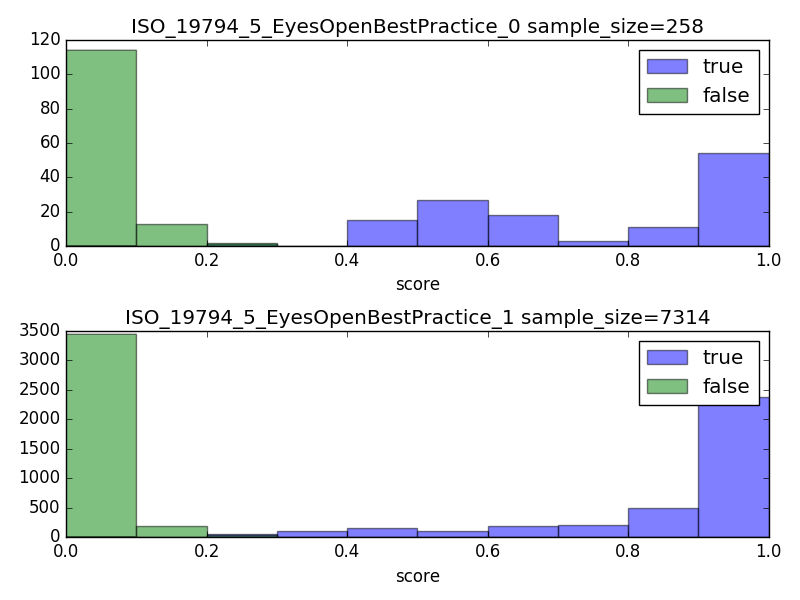 ISO_19794_5_EyesOpenBestPractice_0 sample_size=258
120
100
80
60
40
20
0
true
false
0.0 0.2 0.4 0.6 0.8 1.0
score
ISO_19794_5_EyesOpenBestPractice_1 sample_size=7314
3500
3000
2500
2000
1500
1000
500
0
true
false
0.0 0.2 0.4 0.6 0.8 1.0
score